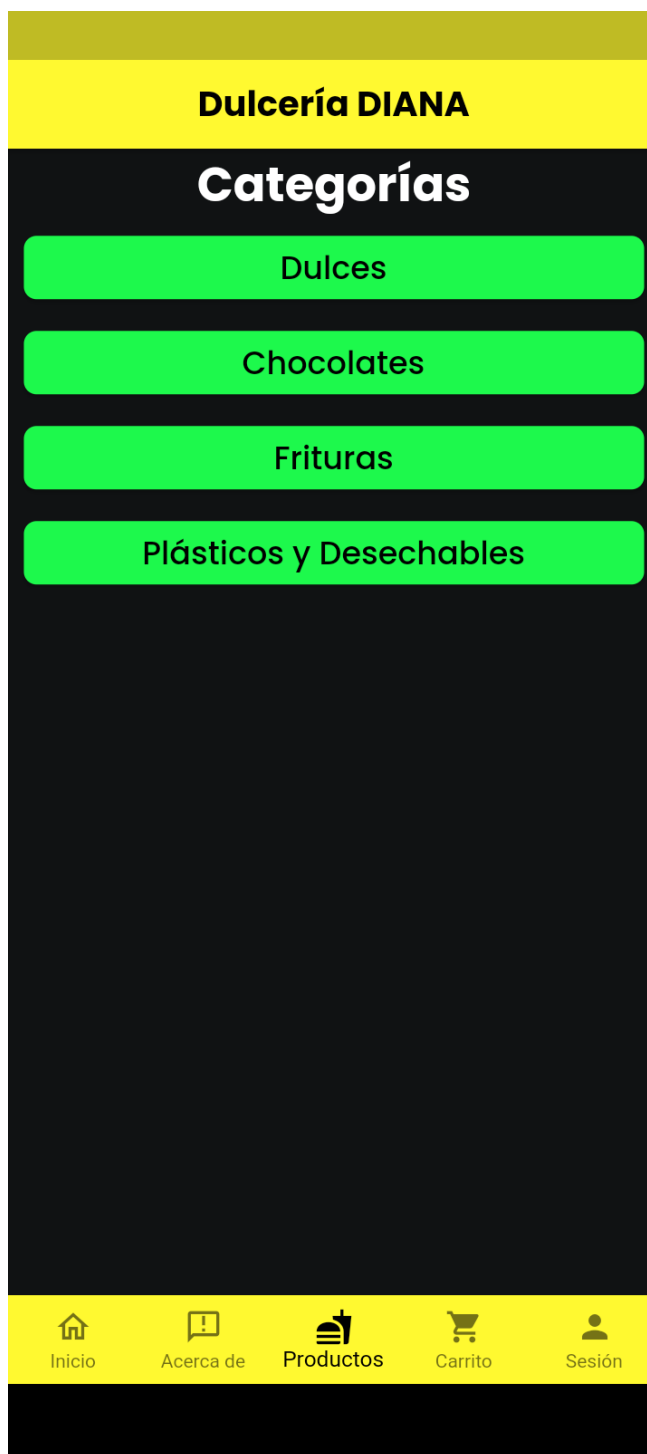 Dulcería DIANA
Categorías
Dulces
Chocolates
Frituras
Plásticos y Desechables
Inicio
Acerca de
Productos
Carrito
Sesión